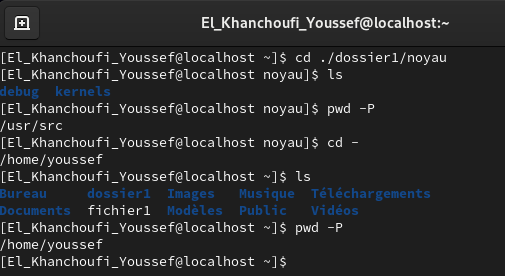 El_Khanchoufi_Youssef@localhost:~
[El_Khanchoufi_Youssef@localhost ~]$ cd ./dossier1/noyau
[El_Khanchoufi_Youssef@localhost noyau]$ ls
debug kernels
[El_Khanchoufi_Youssef@localhost noyau]$ pwd -P
/usr/src
[El_Khanchoufi_Youssef@localhost noyau]$ cd -
/home/youssef
[El_Khanchoufi_Youssef@localhost ~]$ ls
Bureau dossier1 Images Musique Téléchargements
Documents fichier1 Modèles Public Vidéos
[El_Khanchoufi_Youssef@localhost ~]$ pwd -P
/home/youssef
[El_Khanchoufi_Youssef@localhost ~]$